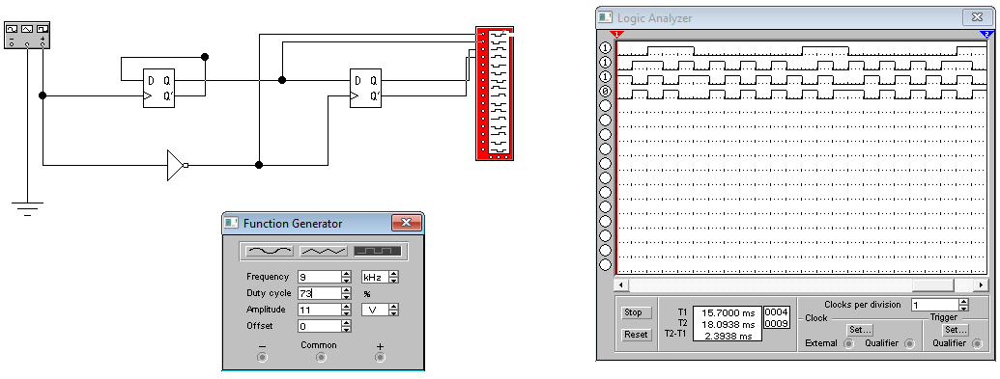 Logic Analyzer
1
2
1
1
1
0
D Q
Q'
D Q
Q'
Function Generator
Frequency 9 kHz
Duty cycle 73 %
Amplitude 11 V
Offset 0
− Common +
Stop
Reset
T1 15.7000 ms 0004
T2 18.0938 ms 0009
T2-T1 2.3938 ms
Clocks per division 1
Clock
Set...
External Qualifier
Trigger
Set...
Qualifier